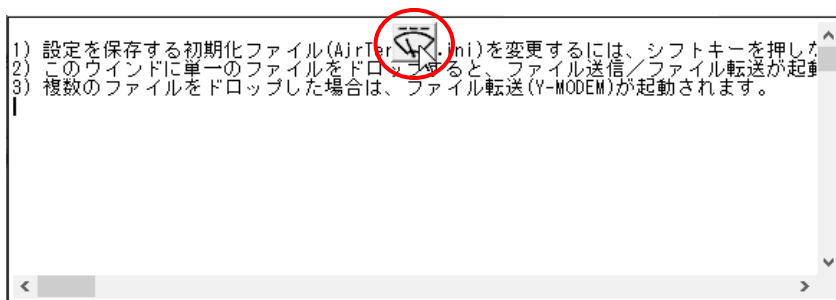 1) 設定を保存する初期化ファイル(AjrTer .ini)を変更するには、シフトキーを押しな
2) このウインドに単一のファイルをドロップすると、ファイル送信／ファイル転送が起動
3) 複数のファイルをドロップした場合は、ファイル転送(Y-MODEM)が起動されます。